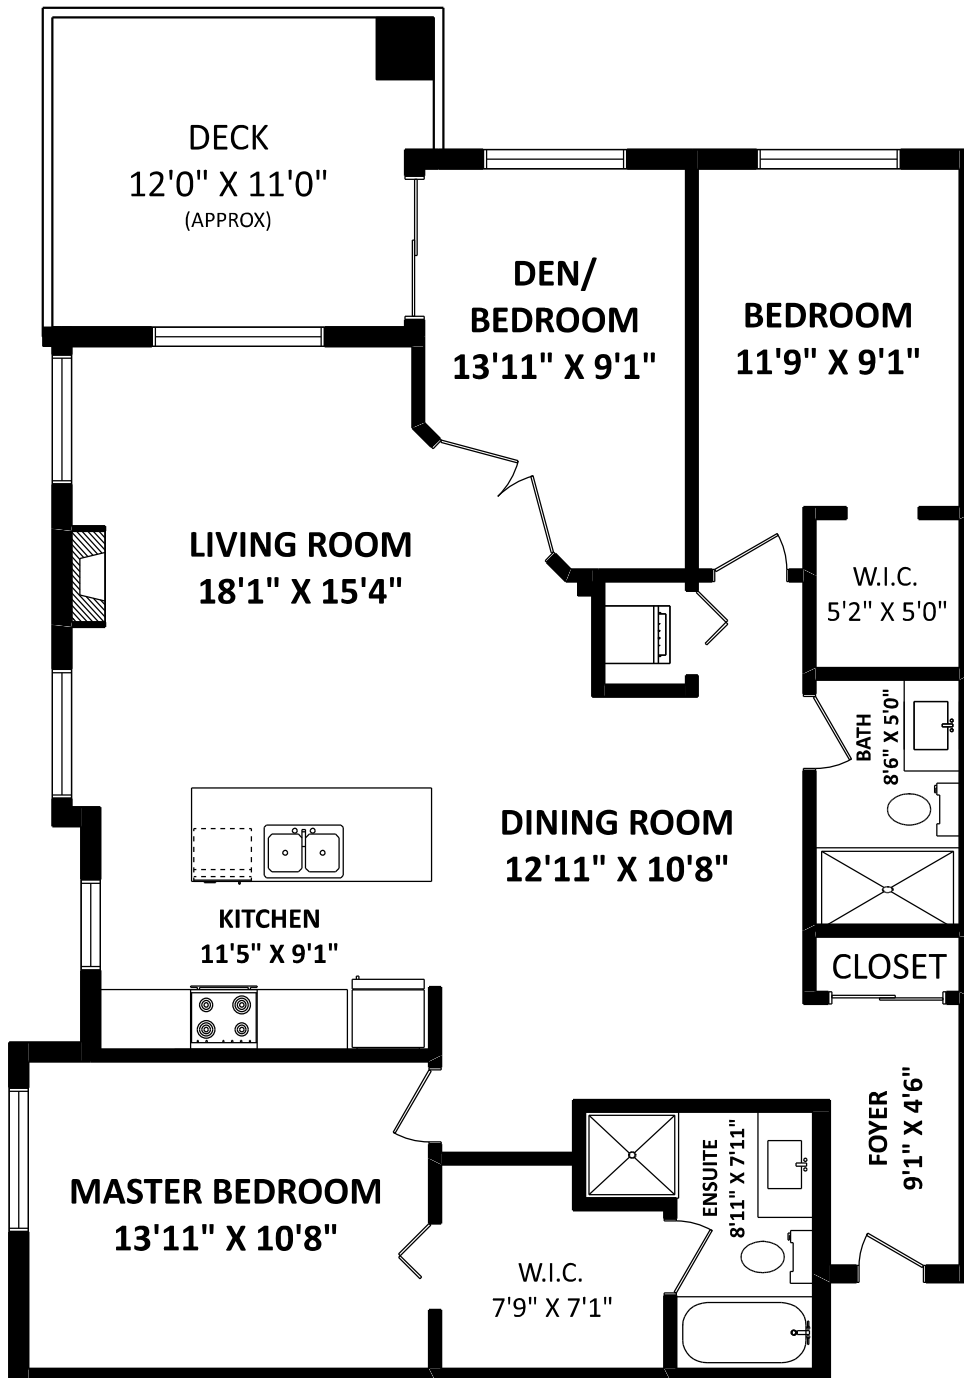 DECK
12'0" X 11'0"
(APPROX)
DEN/
BEDROOM
13'11" X 9'1"
BEDROOM
11'9" X 9'1"
LIVING ROOM
18'1" X 15'4"
W.I.C.
5'2" X 5'0"
BATH
8'6" X 5'0"
DINING ROOM
12'11" X 10'8"
KITCHEN
11'5" X 9'1"
CLOSET
FOYER
9'1" X 4'6"
MASTER BEDROOM
13'11" X 10'8"
ENSUITE
8'11" X 7'11"
W.I.C.
7'9" X 7'1"